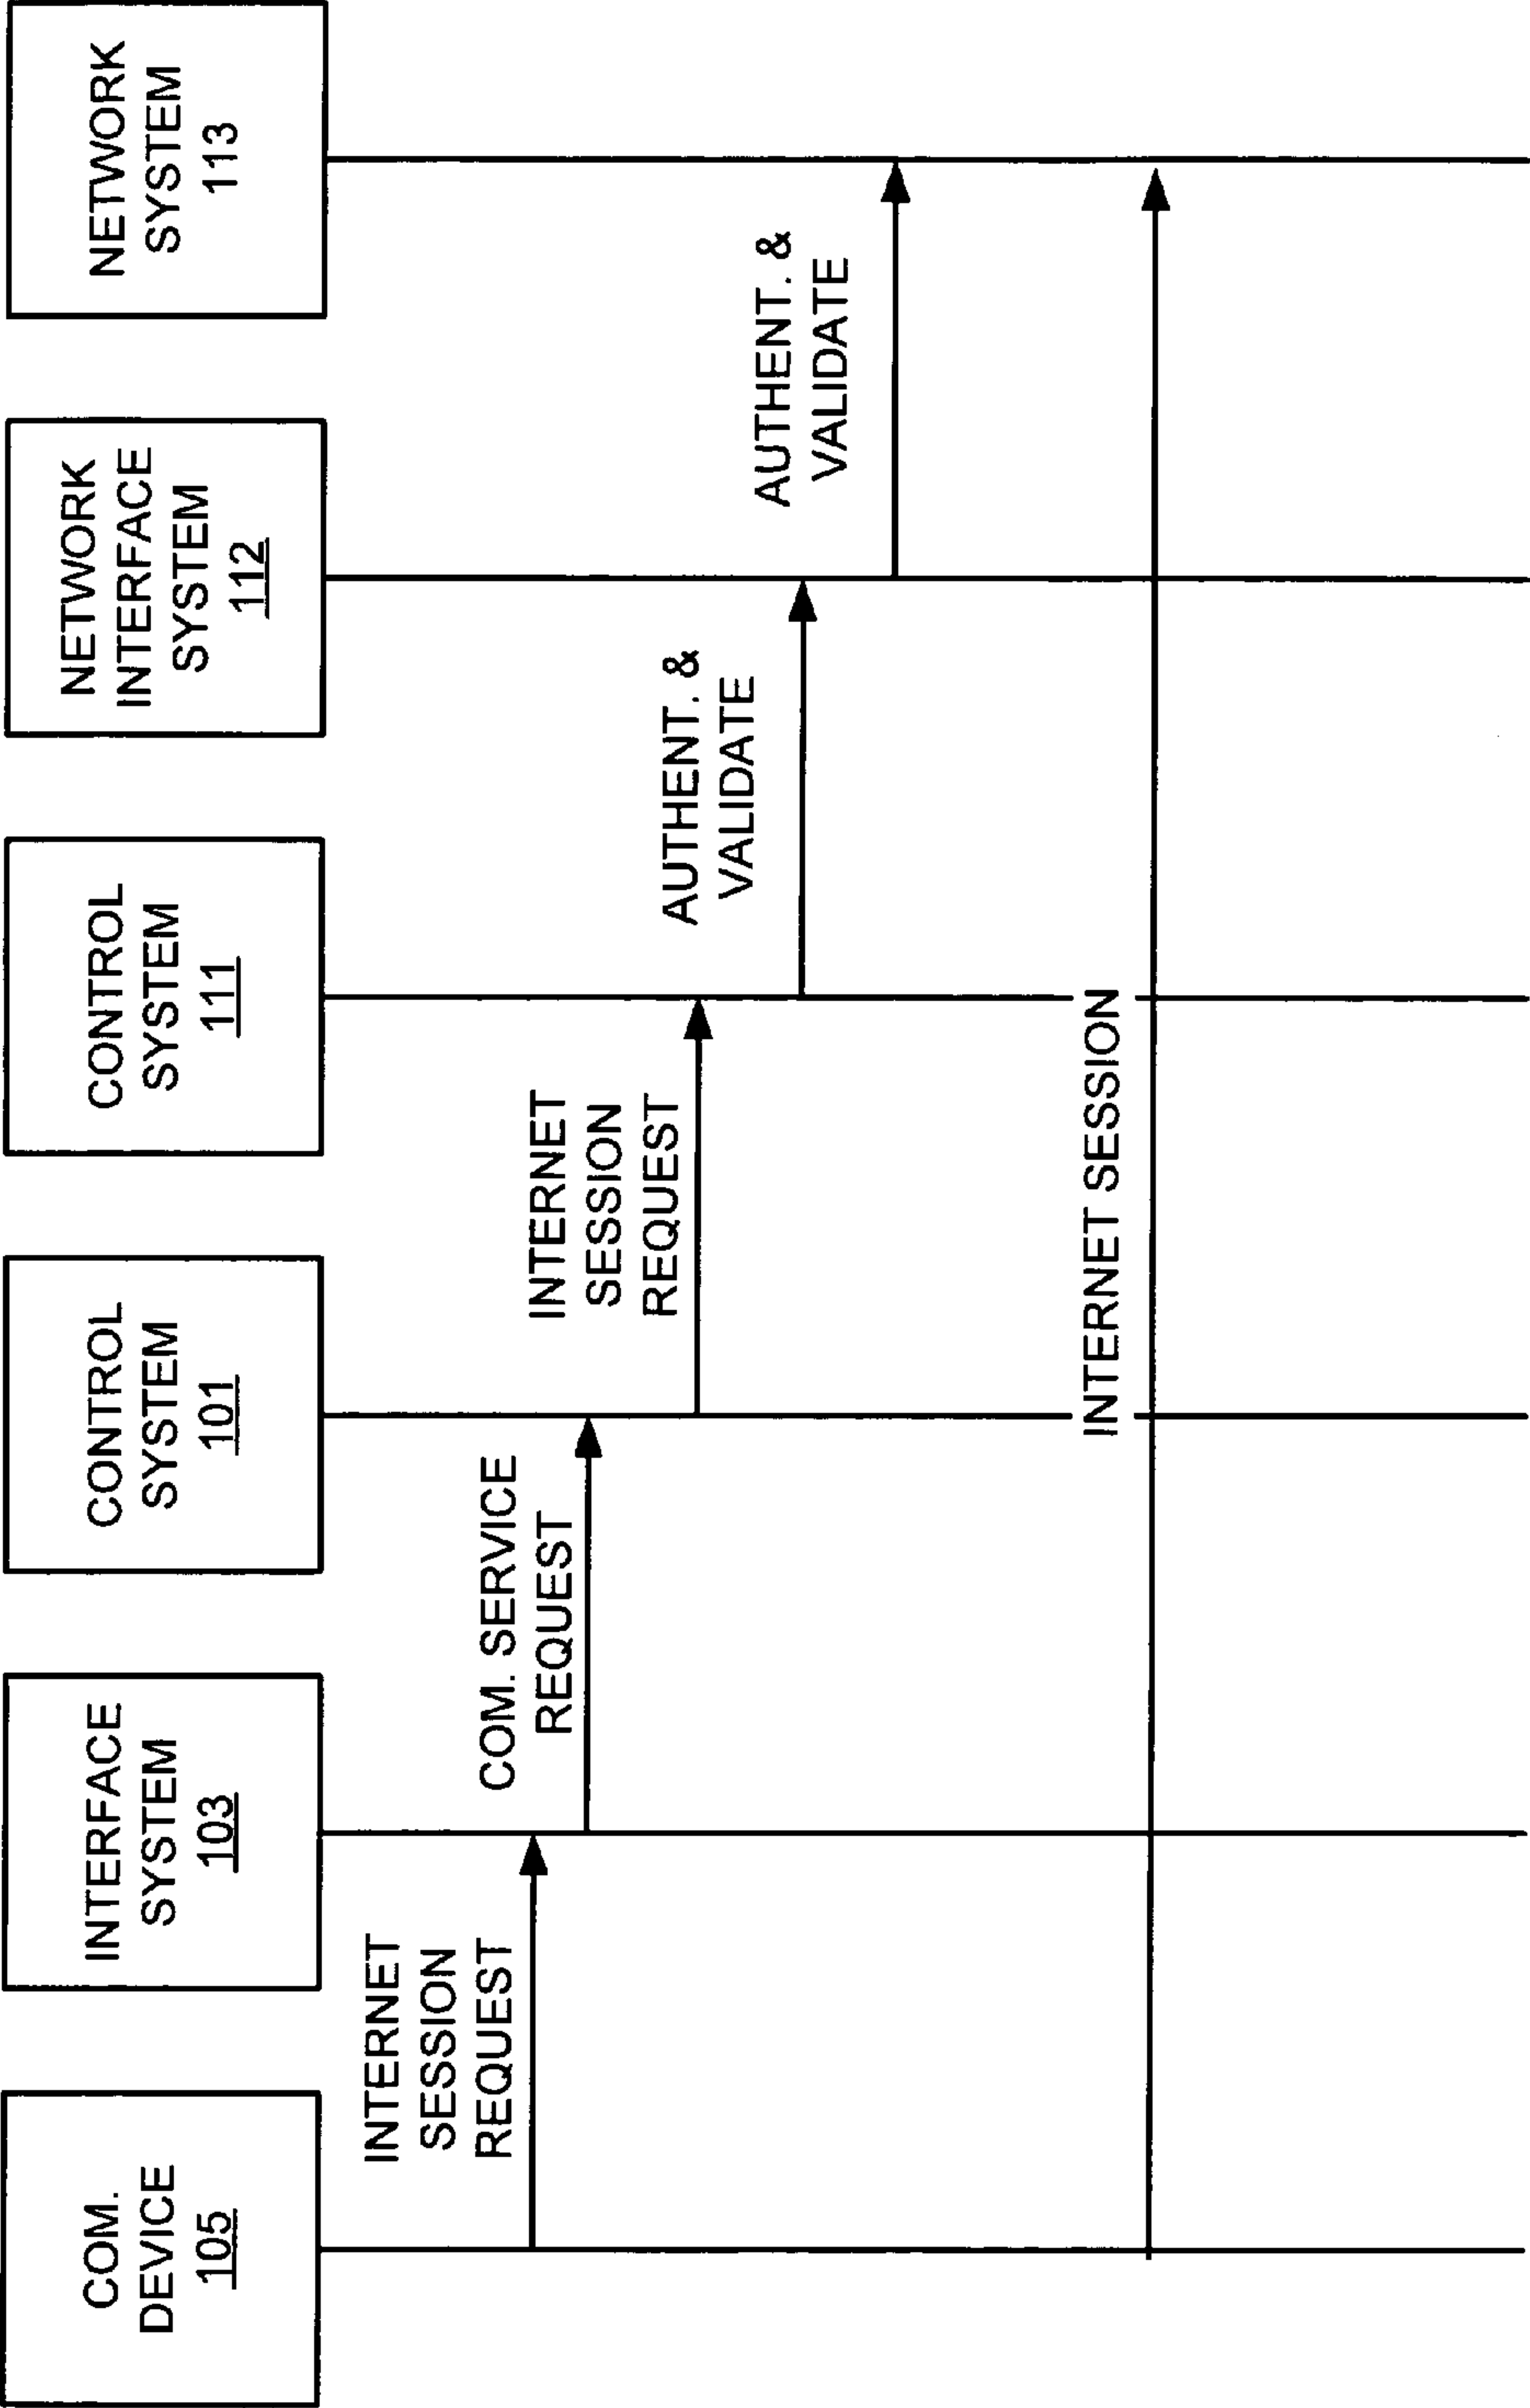 COM.
DEVICE
105
INTERFACE
SYSTEM
103
CONTROL
SYSTEM
101
CONTROL
SYSTEM
111
NETWORK
INTERFACE
SYSTEM
112
NETWORK
SYSTEM
113
INTERNET
SESSION
REQUEST
COM. SERVICE
REQUEST
INTERNET
SESSION
REQUEST
AUTHENT. &
VALIDATE
AUTHENT. &
VALIDATE
INTERNET SESSION